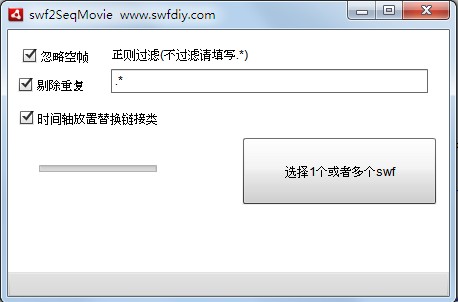 swf2SeqMovie www.swfdiy.com
忽略空帧 正则过滤(不过滤请填写.*)
剔除重复 .*
时间轴放置替换链接类
选择1个或者多个swf